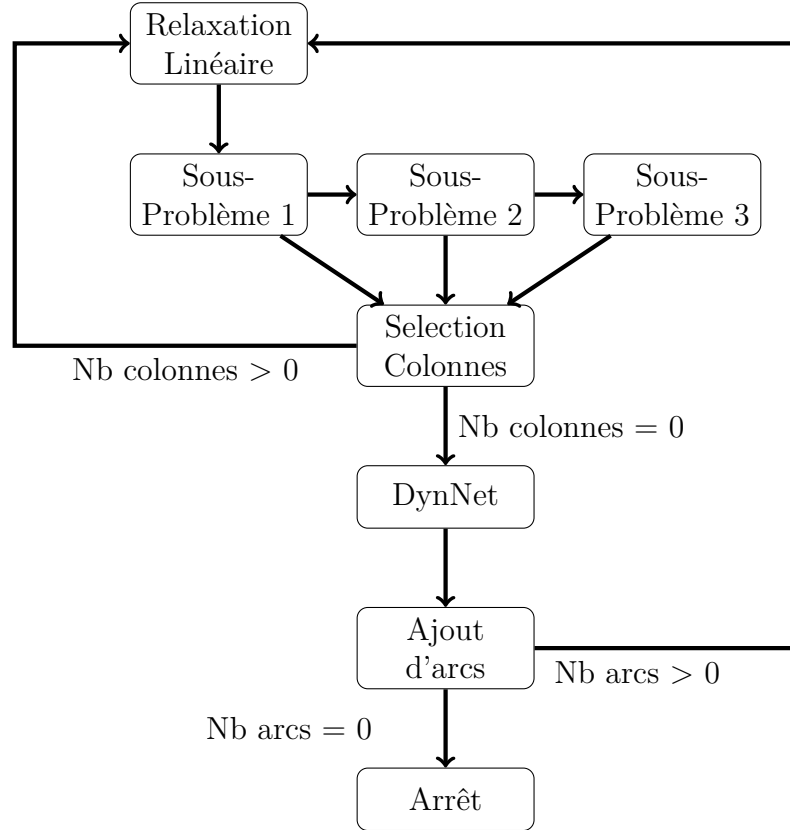 Relaxation
Linéaire
Sous-
Problème 1
Sous-
Problème 2
Sous-
Problème 3
Selection
Colonnes
Nb colonnes > 0
Nb colonnes = 0
DynNet
Ajout
d'arcs
Nb arcs > 0
Nb arcs = 0
Arrêt